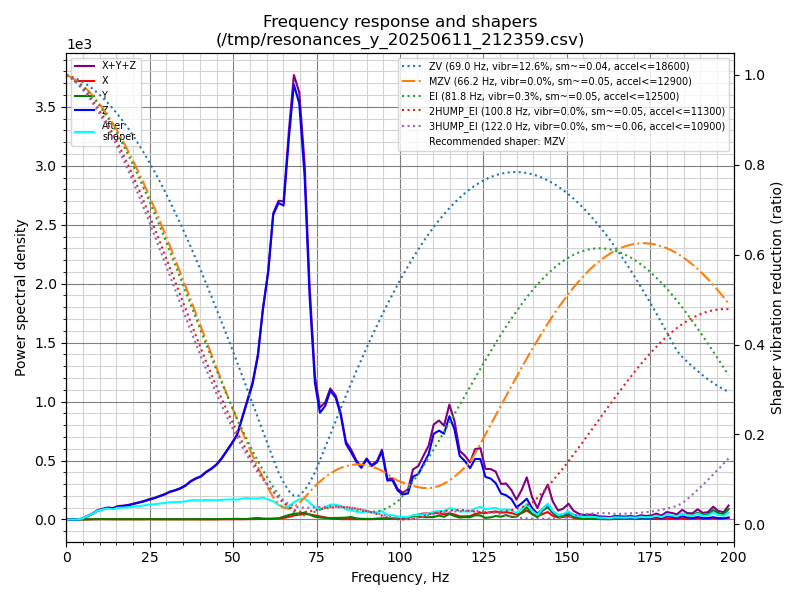 Frequency response and shapers
(/tmp/resonances_y_20250611_212359.csv)
1e3
X+Y+Z
X
Y
Z
After
shaper
ZV (69.0 Hz, vibr=12.6%, sm~=0.04, accel<=18600)
MZV (66.2 Hz, vibr=0.0%, sm~=0.05, accel<=12900)
EI (81.8 Hz, vibr=0.3%, sm~=0.05, accel<=12500)
2HUMP_EI (100.8 Hz, vibr=0.0%, sm~=0.05, accel<=11300)
3HUMP_EI (122.0 Hz, vibr=0.0%, sm~=0.06, accel<=10900)
Recommended shaper: MZV
Power spectral density
3.5
3.0
2.5
2.0
1.5
1.0
0.5
0.0
1.0
0.8
0.6
0.4
0.2
0.0
Shaper vibration reduction (ratio)
0 25 50 75 100 125 150 175 200
Frequency, Hz